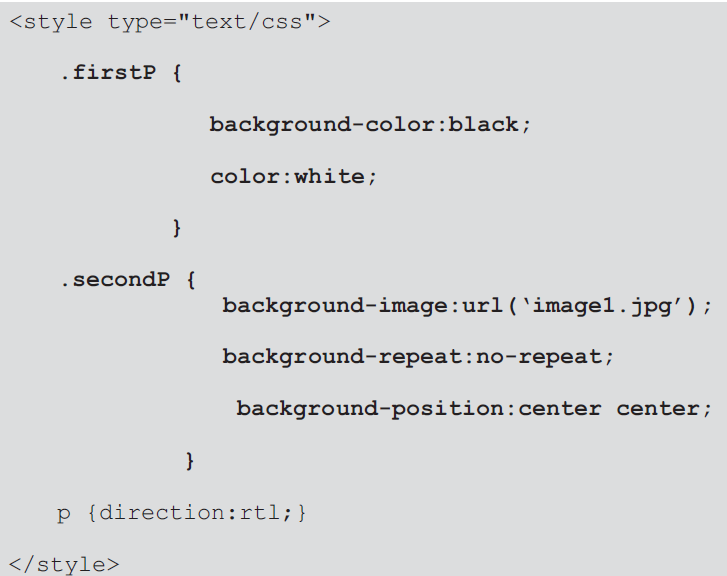 <style type="text/css">
.firstP {
background-color:black;
color:white;
}
.secondP {
background-image:url(‘image1.jpg’);
background-repeat:no-repeat;
background-position:center center;
}
p {direction:rtl;}
</style>